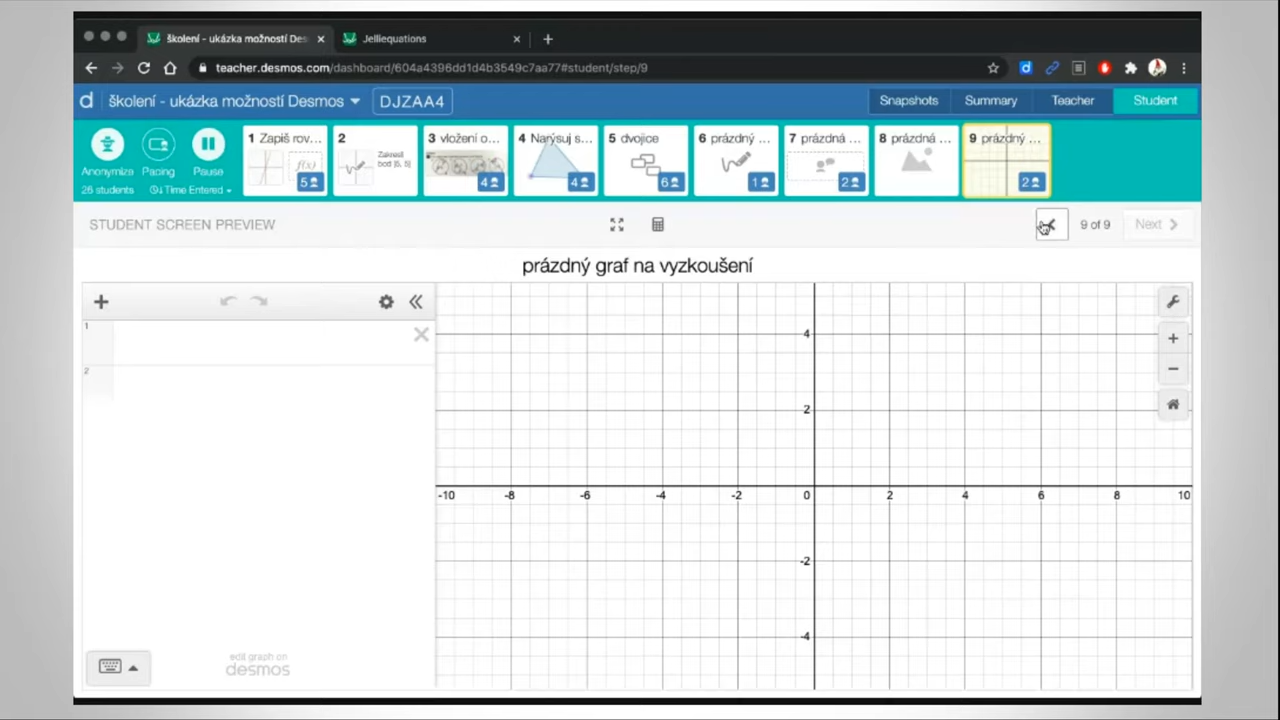 školení - ukázka možností Des
Jelliequations
teacher.desmos.com/dashboard/604a4396dd1d4b3549c7aa77#student/step/9
d školení - ukázka možností Desmos
DJZAA4
Snapshots
Summary
Teacher
Student
Anonymize
Pacing
Pause
26 students
Time Entered
1 Zapiš rov...
f(x)
5
2
Zakresli bod [5, 5]
3 vložení o...
4
4 Narýsuj s...
4
5 dvojice
6
6 prázdný ...
1
7 prázdná ...
2
8 prázdná ...
9 prázdný ...
2
STUDENT SCREEN PREVIEW
9 of 9
Next
prázdný graf na vyzkoušení
1
2
4
2
-10
-8
-6
-4
-2
0
2
4
6
8
10
-2
-4
edit graph on
desmos